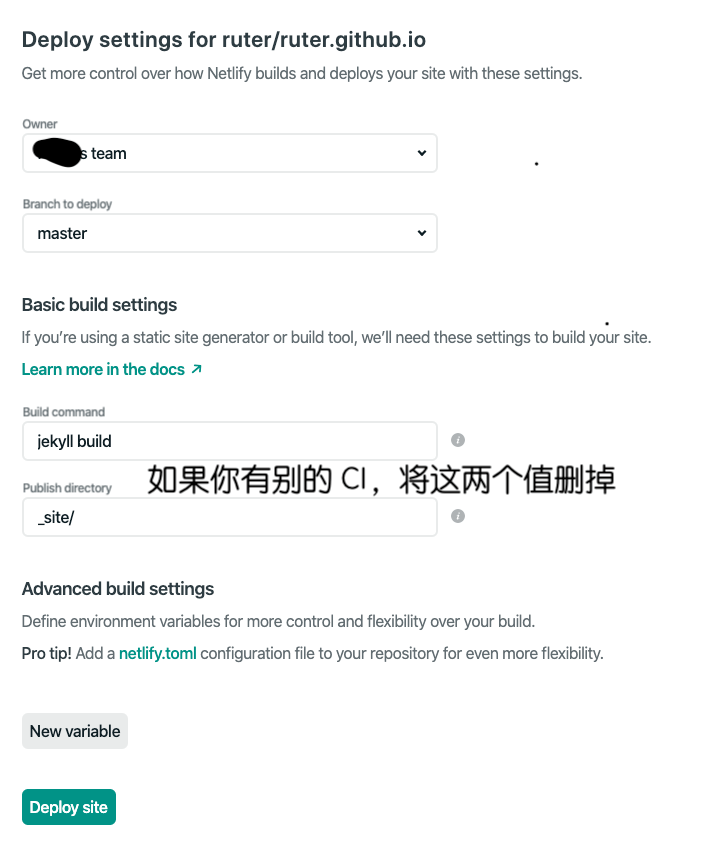 Deploy settings for ruter/ruter.github.io
Get more control over how Netlify builds and deploys your site with these settings.
Owner
s team
Branch to deploy
master
Basic build settings
If you’re using a static site generator or build tool, we’ll need these settings to build your site.
Learn more in the docs ↗
Build command
jekyll build
如果你有别的 CI，将这两个值删掉
Publish directory
_site/
Advanced build settings
Define environment variables for more control and flexibility over your build.
Pro tip! Add a netlify.toml configuration file to your repository for even more flexibility.
New variable
Deploy site